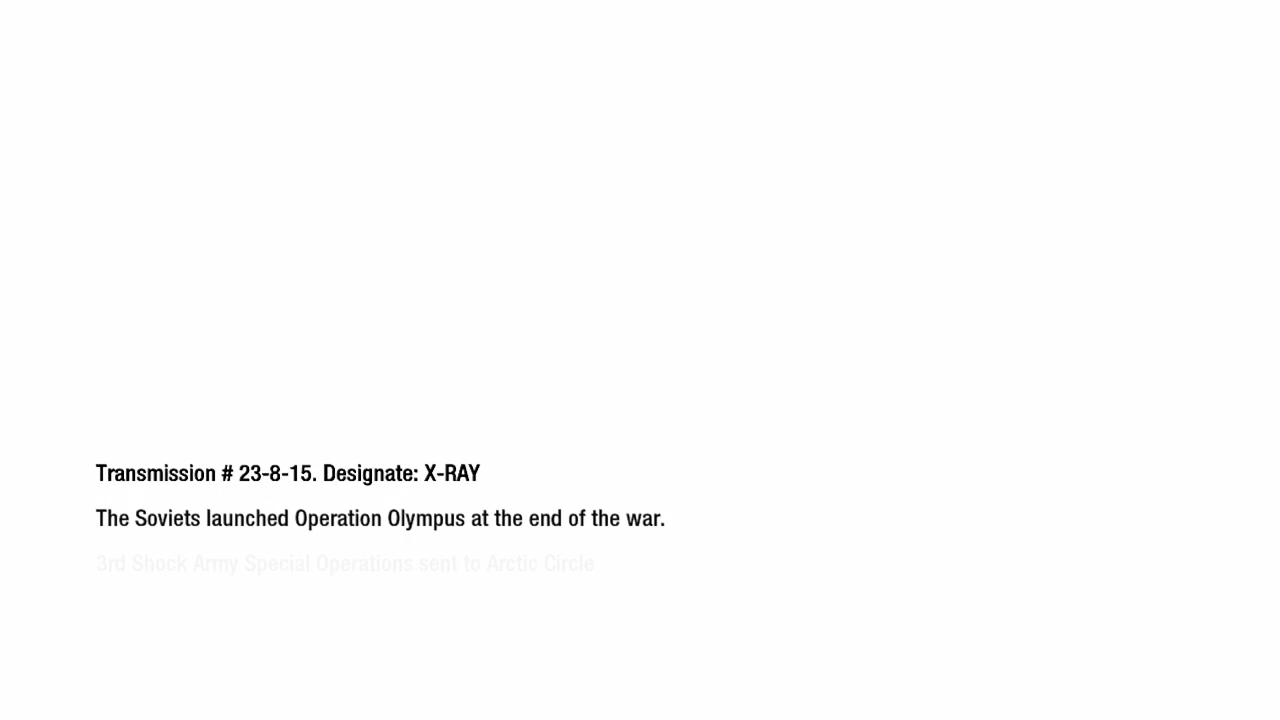 Transmission # 23-8-15. Designate: X-RAY
The Soviets launched Operation Olympus at the end of the war.
3rd Shock Army Special Operations sent to Arctic Circle